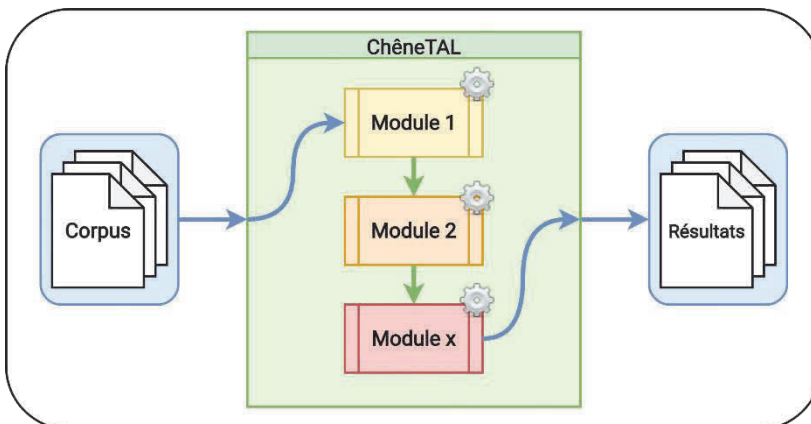 ChêneTAL
Module 1
Corpus
Module 2
Résultats
Module x